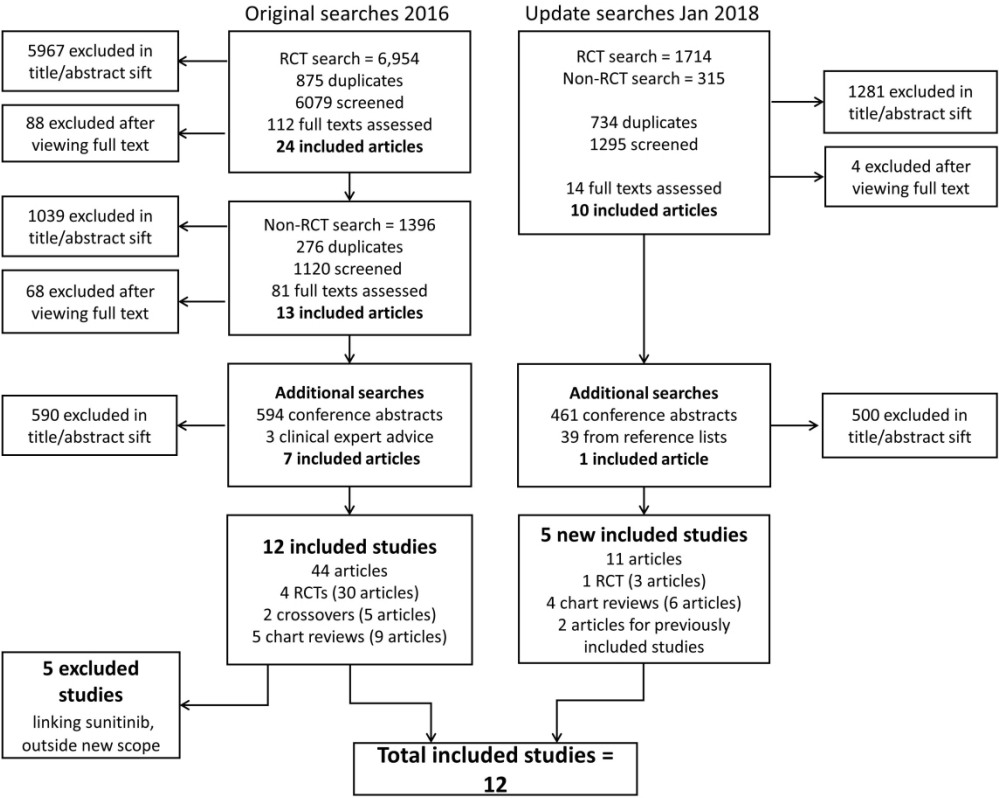 Original searches 2016
Update searches Jan 2018
5967 excluded in
title/abstract sift
88 excluded after
viewing full text
RCT search = 6,954
875 duplicates
6079 screened
112 full texts assessed
24 included articles
1039 excluded in
title/abstract sift
68 excluded after
viewing full text
Non-RCT search = 1396
276 duplicates
1120 screened
81 full texts assessed
13 included articles
590 excluded in
title/abstract sift
Additional searches
594 conference abstracts
3 clinical expert advice
7 included articles
12 included studies
44 articles
4 RCTs (30 articles)
2 crossovers (5 articles)
5 chart reviews (9 articles)
5 excluded
studies
linking sunitinib,
outside new scope
RCT search = 1714
Non-RCT search = 315
734 duplicates
1295 screened
14 full texts assessed
10 included articles
1281 excluded in
title/abstract sift
4 excluded after
viewing full text
Additional searches
461 conference abstracts
39 from reference lists
1 included article
500 excluded in
title/abstract sift
5 new included studies
11 articles
1 RCT (3 articles)
4 chart reviews (6 articles)
2 articles for previously
included studies
Total included studies =
12